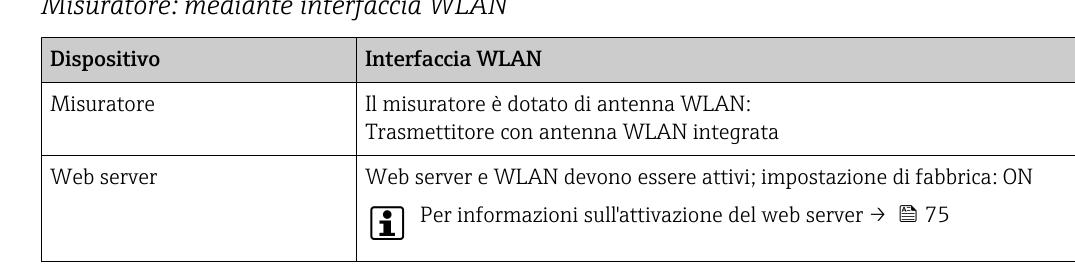 Misuratore: mediante interfaccia WLAN
Dispositivo Interfaccia WLAN
Misuratore Il misuratore è dotato di antenna WLAN:
Trasmettitore con antenna WLAN integrata
Web server Web server e WLAN devono essere attivi; impostazione di fabbrica: ON
Per informazioni sull'attivazione del web server → 75